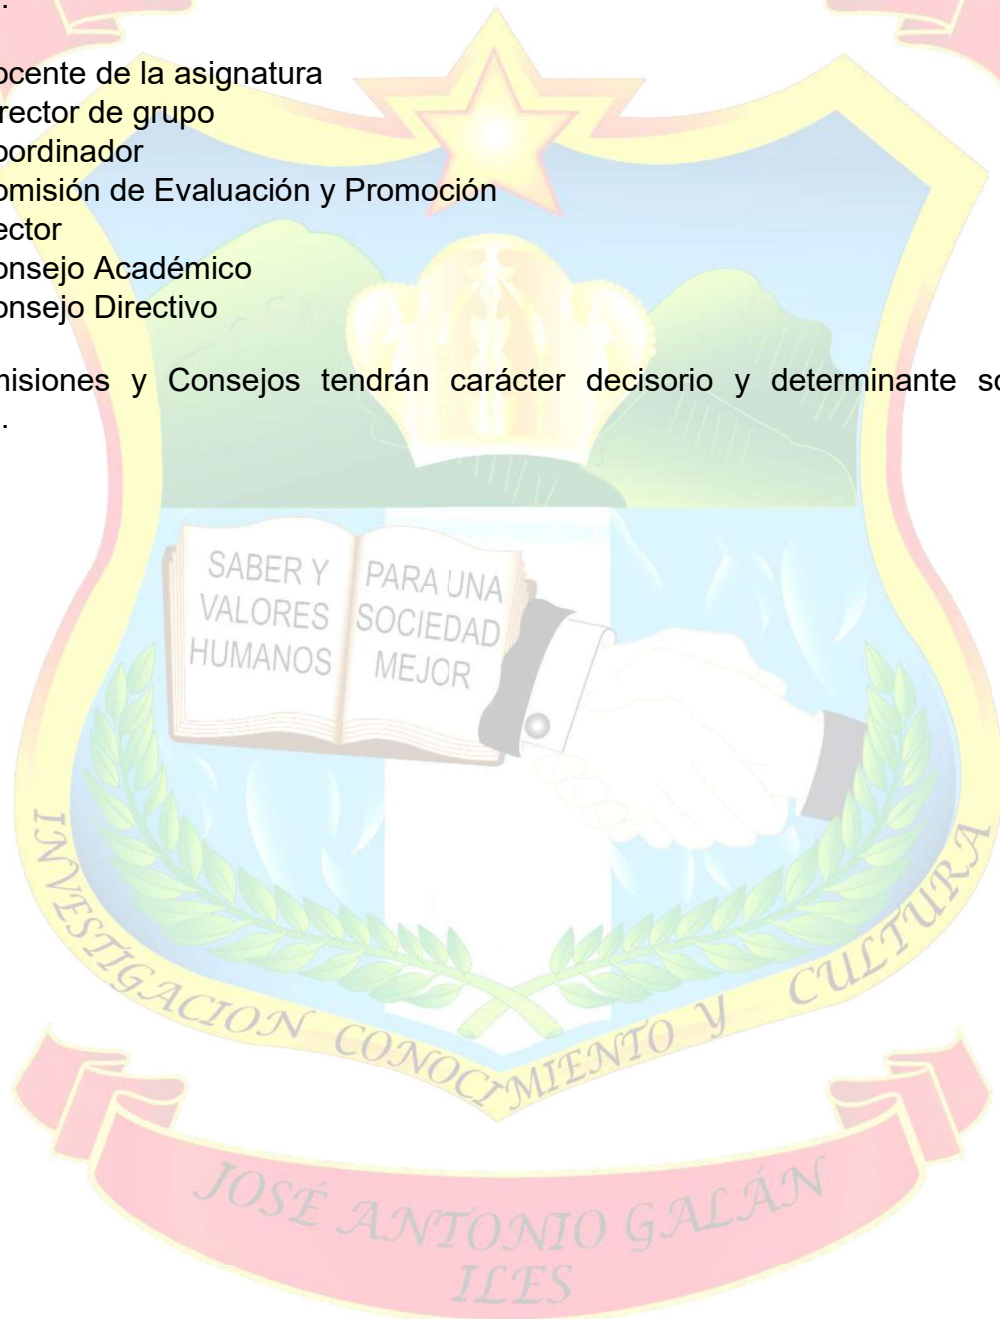 .
ocente de la asignatura
rector de grupo
oordinador
omisión de Evaluación y Promoción
ector
onsejo Académico
onsejo Directivo
misiones y Consejos tendrán carácter decisorio y determinante so
.
SABER Y
VALORES
HUMANOS
PARA UNA
SOCIEDAD
MEJOR
INVESTIGACION CONOCIMIENTO Y CULTURA
JOSÉ ANTONIO GALÁN
ILES